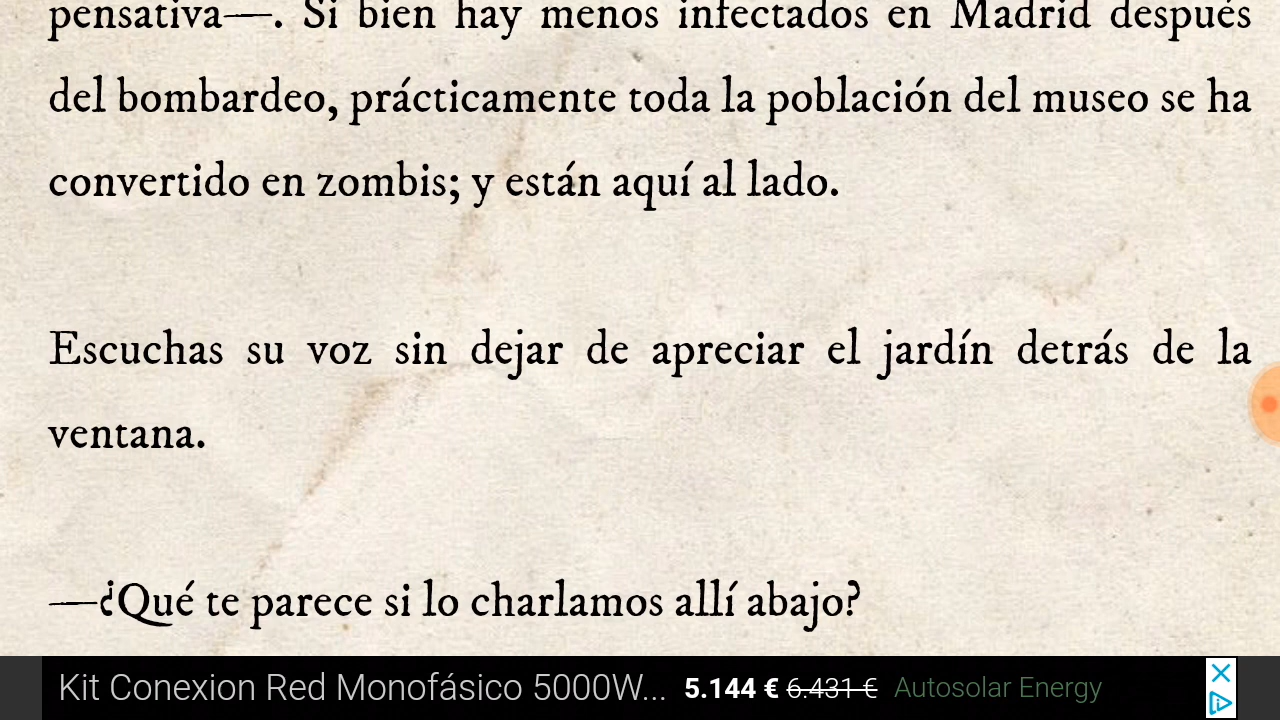 pensativa—. Si bien hay menos infectados en Madrid después
del bombardeo, prácticamente toda la población del museo se ha
convertido en zombis; y están aquí al lado.
Escuchas su voz sin dejar de apreciar el jardín detrás de la
ventana.
—¿Qué te parece si lo charlamos allí abajo?
Kit Conexion Red Monofásico 5000W... 5.144 € 6.431 € Autosolar Energy